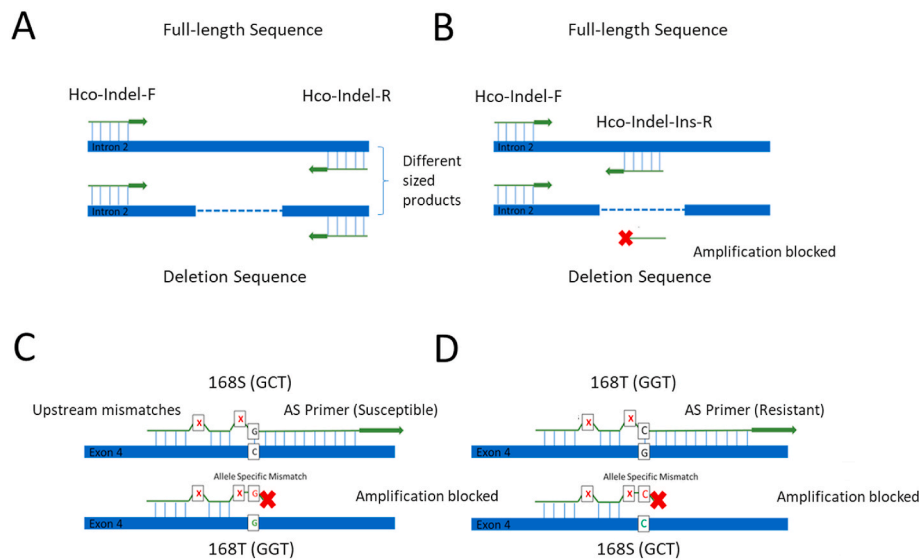 A
Full-length Sequence
Hco-Indel-F
Hco-Indel-R
Intron 2
Different
sized
products
Intron 2
Deletion Sequence
B
Full-length Sequence
Hco-Indel-F
Hco-Indel-Ins-R
Intron 2
Intron 2
Amplification blocked
Deletion Sequence
C
168S (GCT)
Upstream mismatches
AS Primer (Susceptible)
X
X
G
Exon 4
C
Allele Specific Mismatch
X
X
G
Amplification blocked
Exon 4
G
168T (GGT)
D
168T (GGT)
AS Primer (Resistant)
X
X
C
Exon 4
G
Allele Specific Mismatch
X
X
C
Amplification blocked
Exon 4
C
168S (GCT)